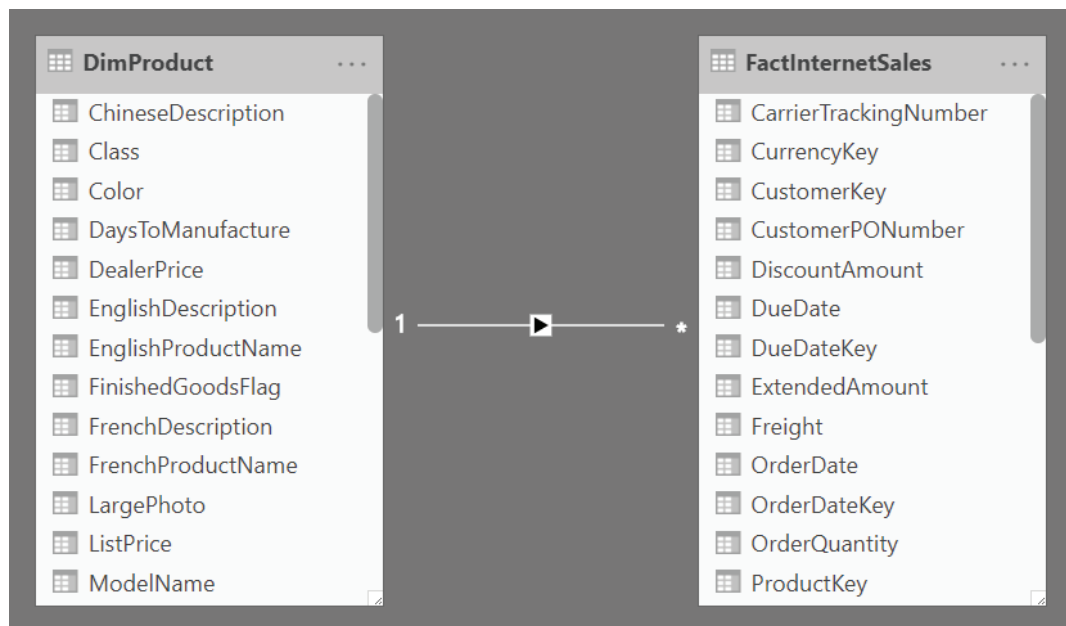 DimProduct ...
ChineseDescription
Class
Color
DaysToManufacture
DealerPrice
EnglishDescription
EnglishProductName
FinishedGoodsFlag
FrenchDescription
FrenchProductName
LargePhoto
ListPrice
ModelName
1 *
FactInternetSales ...
CarrierTrackingNumber
CurrencyKey
CustomerKey
CustomerPONumber
DiscountAmount
DueDate
DueDateKey
ExtendedAmount
Freight
OrderDate
OrderDateKey
OrderQuantity
ProductKey